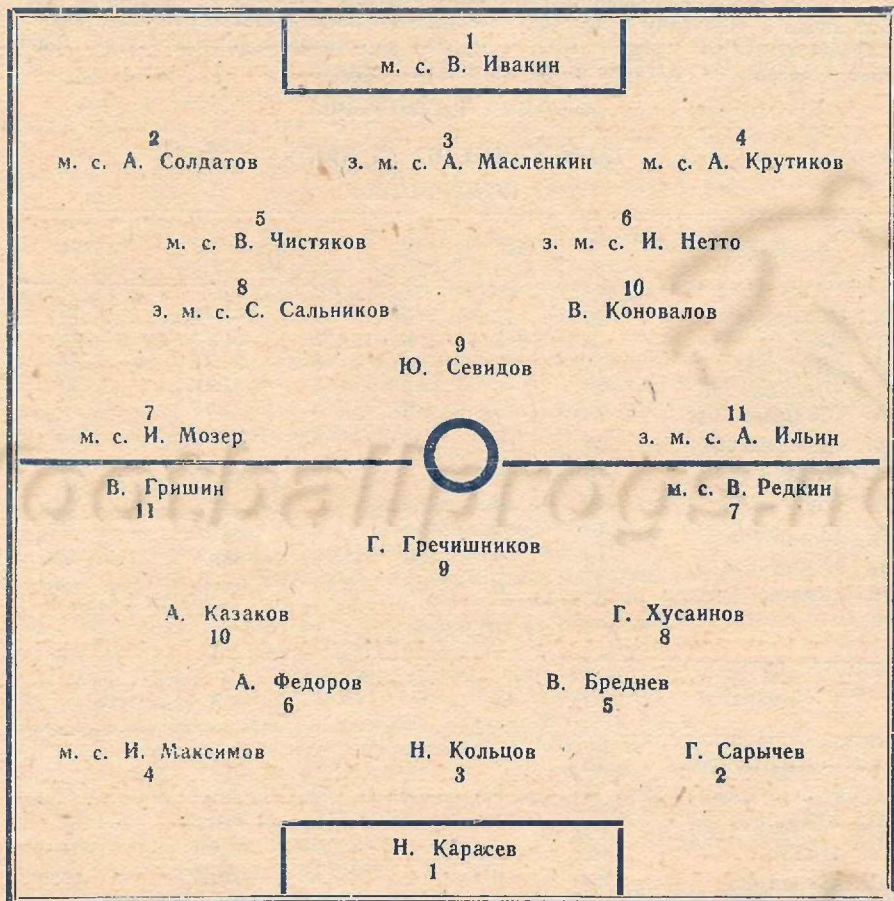 1
м. с. В. Ивакин
2 3 4
м. с. А. Солдатов з. м. с. А. Масленкин м. с. А. Крутиков
5 6
м. с. В. Чистяков з. м. с. И. Нетто
8 10
з. м. с. С. Сальников В. Коновалов
9
Ю. Севидов
7 11
м. с. И. Мозер з. м. с. А. Ильин
В. Гришин м. с. В. Редкин
11 7
Г. Гречишников
9
А. Казаков Г. Хусаинов
10 8
А. Федоров В. Бреднев
6 5
м. с. И. Максимов Н. Кольцов Г. Сарычев
4 3 2
Н. Карасев
1